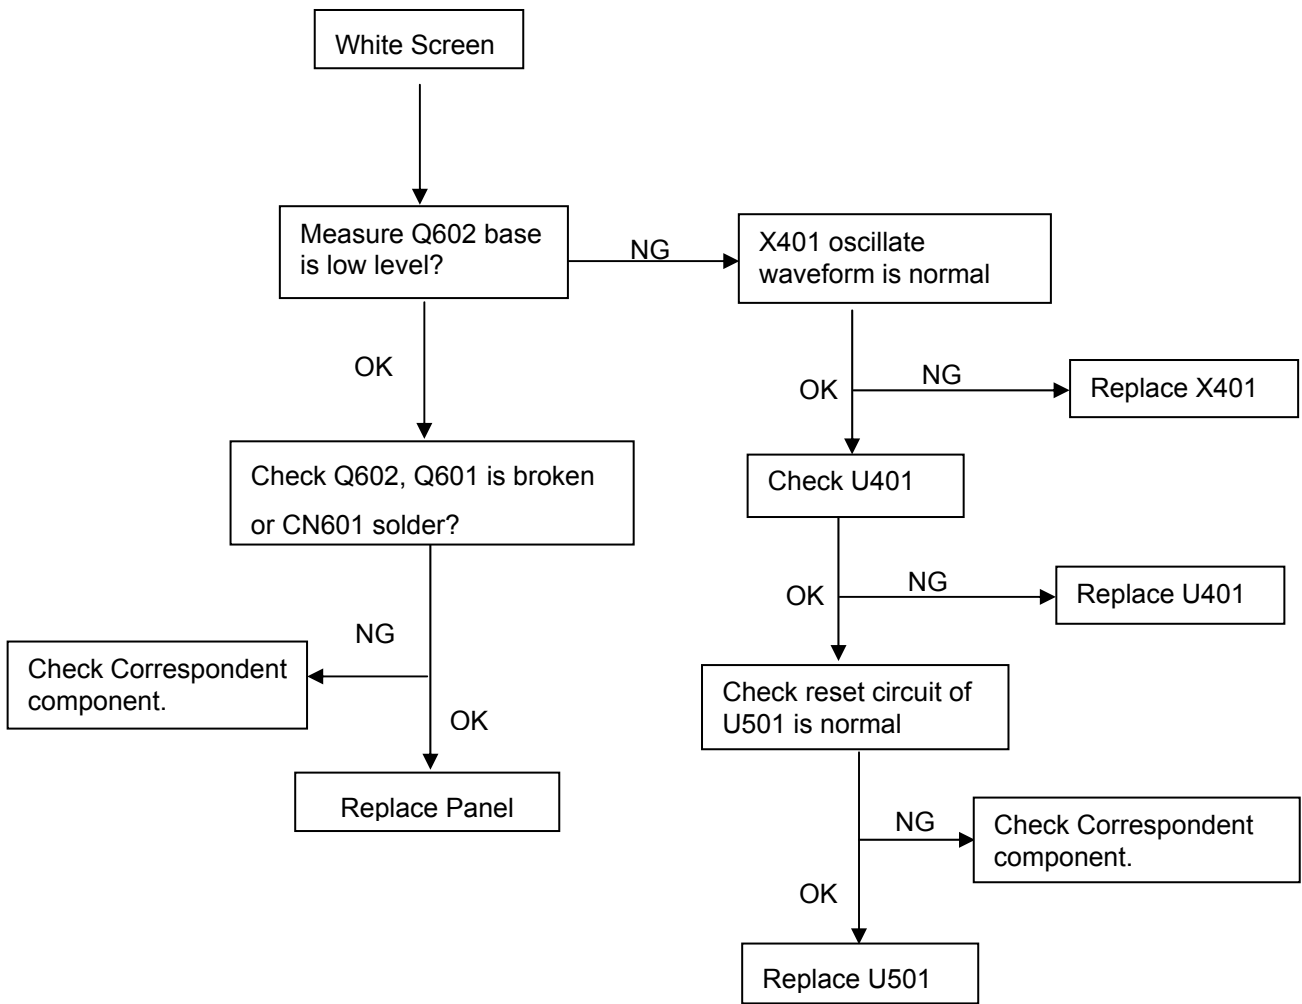 White Screen
Measure Q602 base
is low level?
NG
X401 oscillate
waveform is normal
OK
OK
NG
Replace X401
Check Q602, Q601 is broken
or CN601 solder?
Check U401
OK
NG
Replace U401
NG
Check Correspondent
component.
OK
Check reset circuit of
U501 is normal
Replace Panel
NG
Check Correspondent
component.
OK
Replace U501